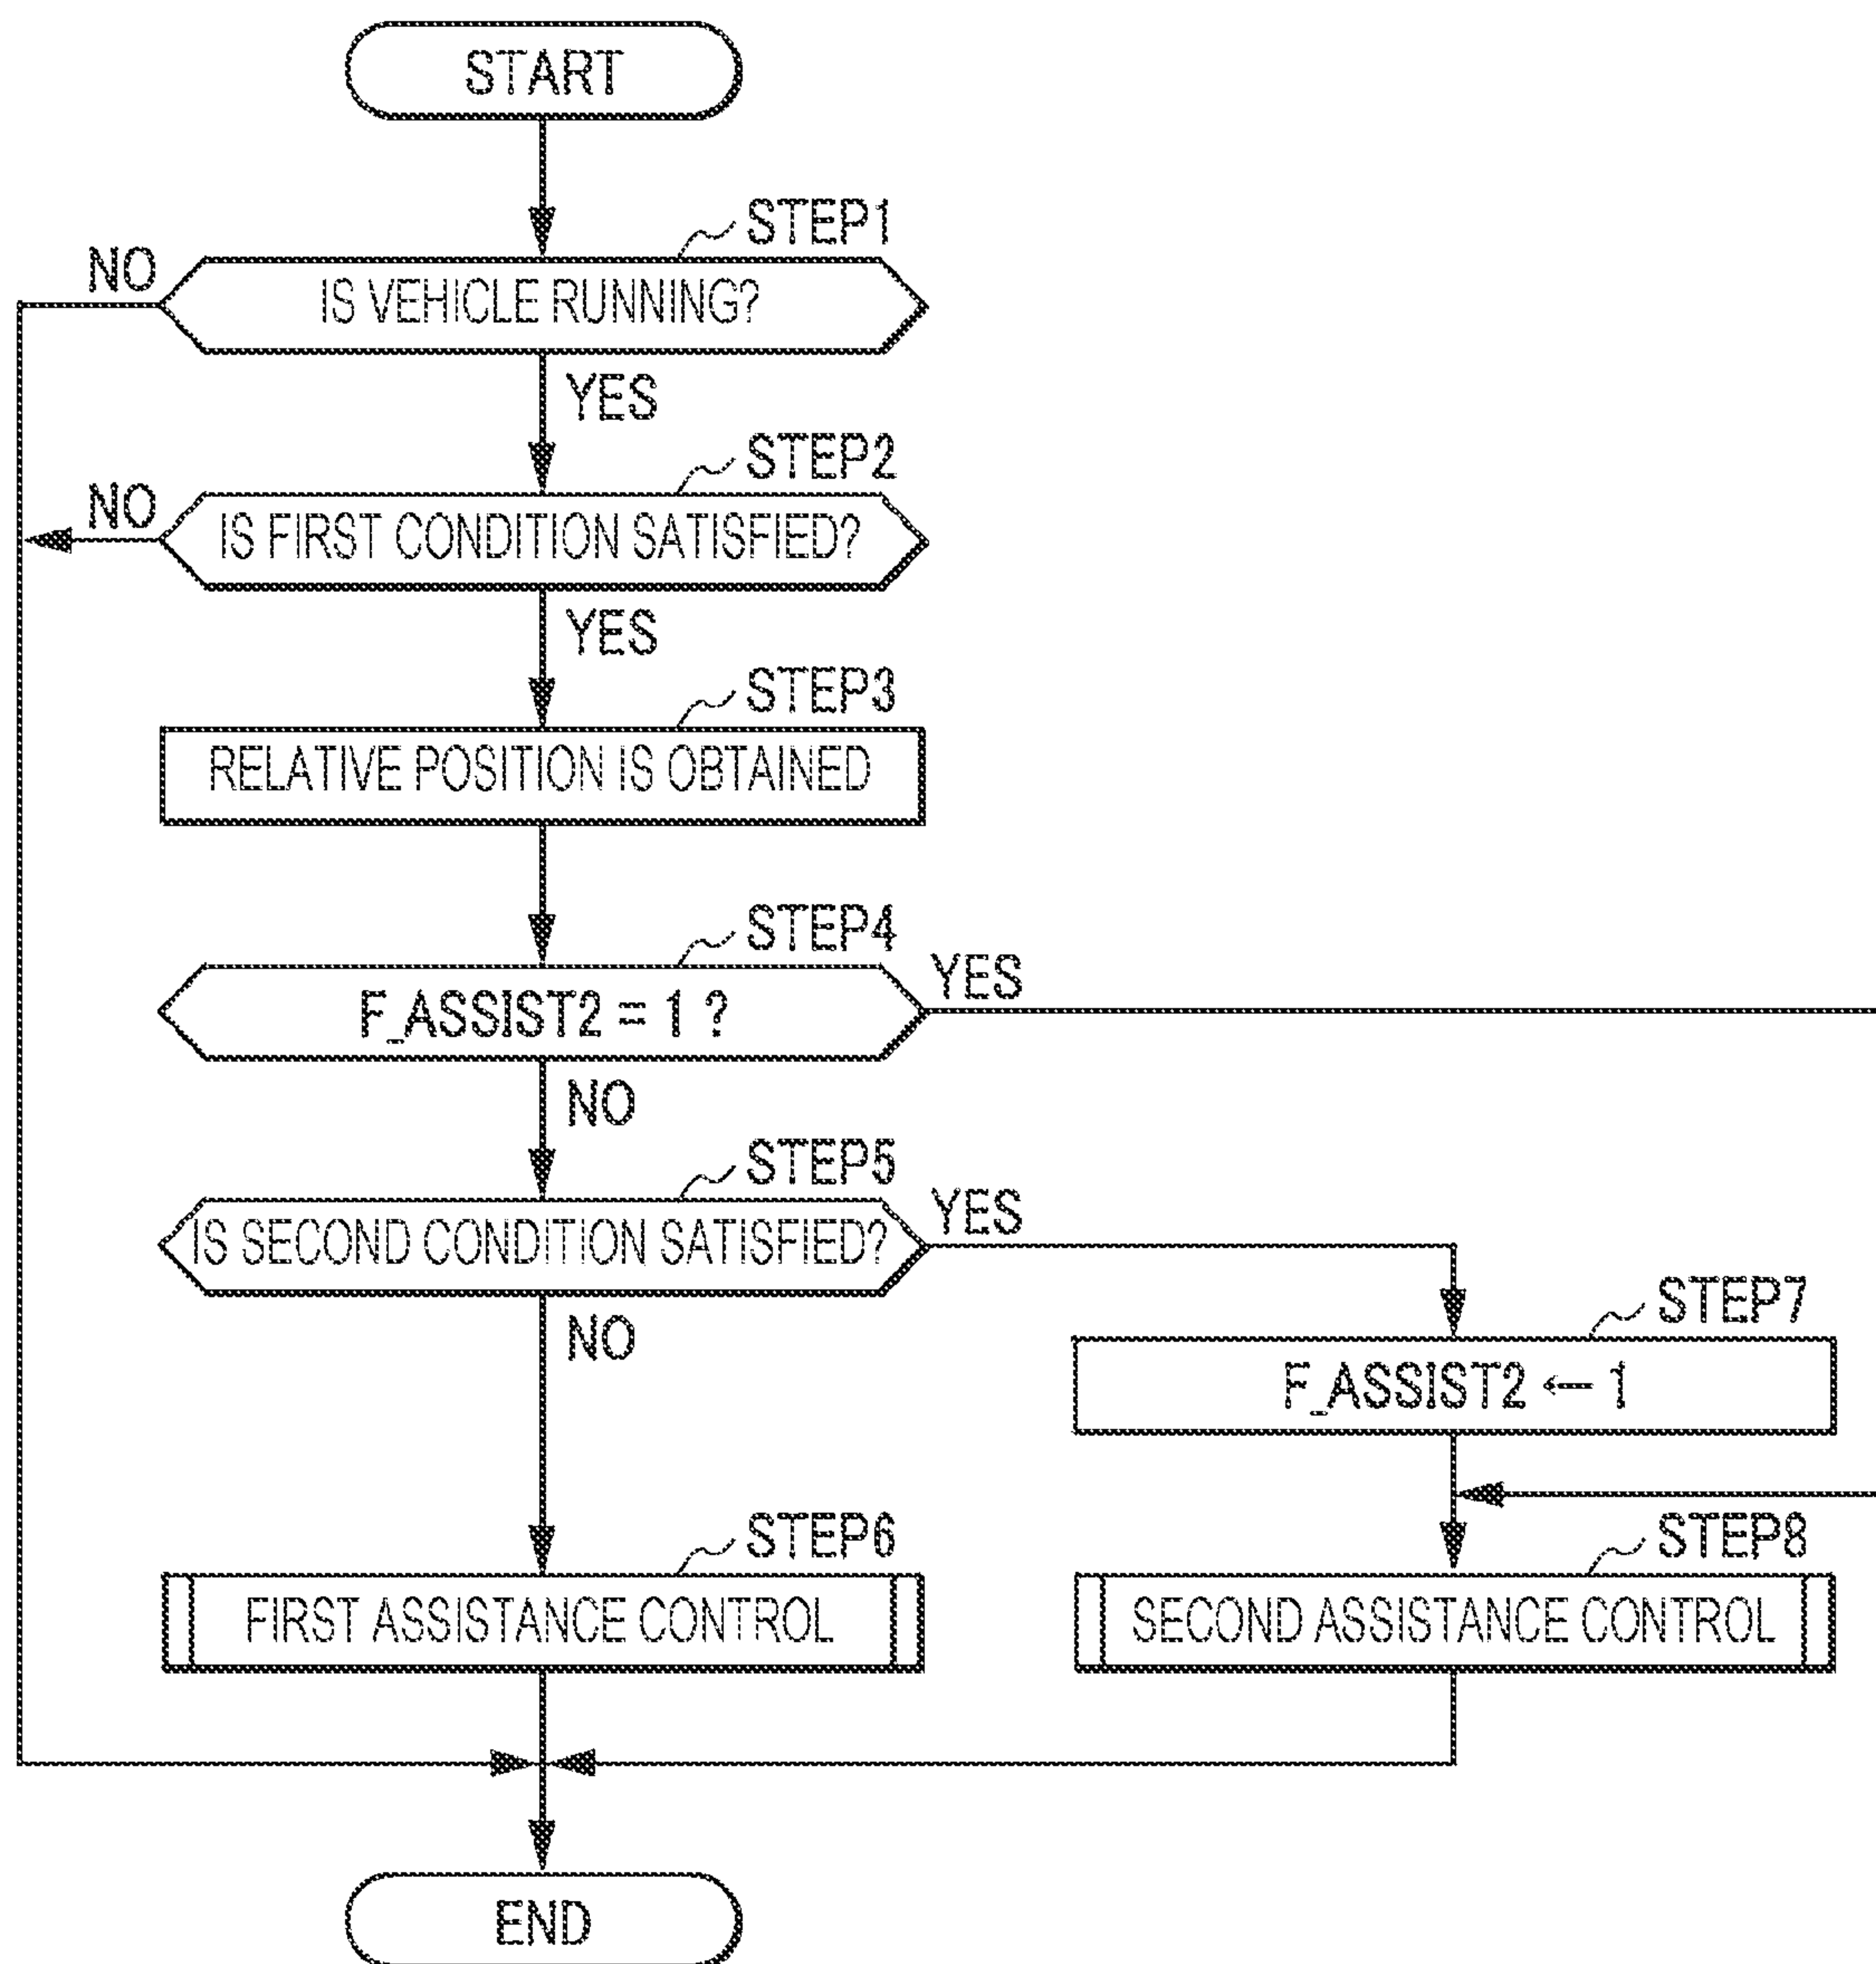 START
STEP1
NO
IS VEHICLE RUNNING?
YES
STEP2
NO
IS FIRST CONDITION SATISFIED?
YES
STEP3
RELATIVE POSITION IS OBTAINED
STEP4
YES
F_ASSIST2 = 1 ?
NO
STEP5
YES
IS SECOND CONDITION SATISFIED?
NO
STEP7
F_ASSIST2 ← 1
STEP6
STEP8
FIRST ASSISTANCE CONTROL
SECOND ASSISTANCE CONTROL
END